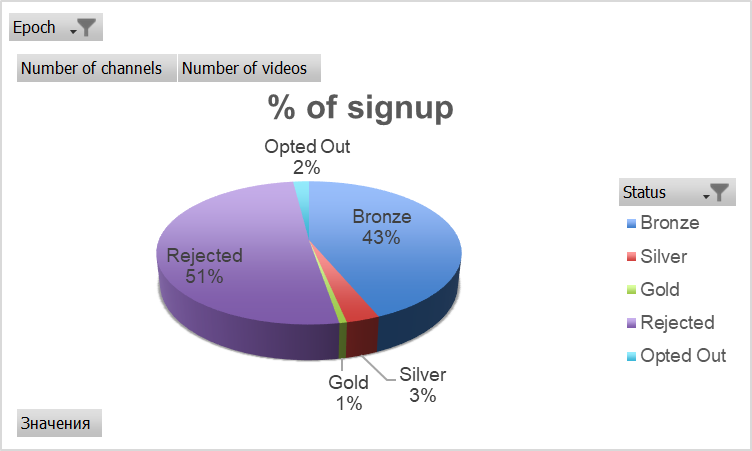 Epoch
Number of channels Number of videos
% of signup
Opted Out
2%
Bronze
43%
Rejected
51%
Gold
1%
Silver
3%
Status
Bronze
Silver
Gold
Rejected
Opted Out
Значения